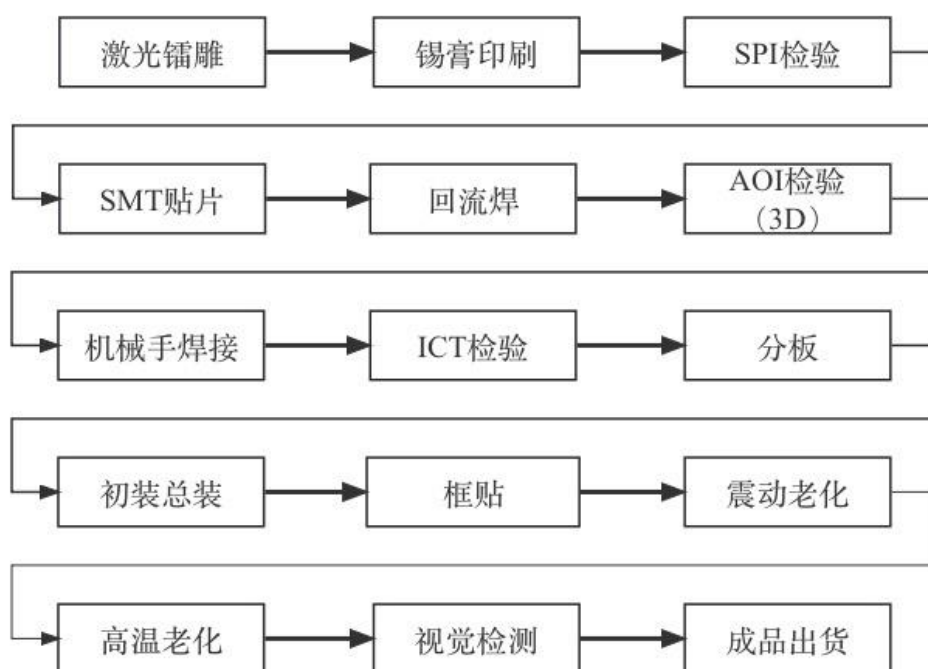 激光镭雕
锡膏印刷
SPI检验
SMT贴片
回流焊
AOI检验
（3D）
机械手焊接
ICT检验
分板
初装总装
框贴
震动老化
高温老化
视觉检测
成品出货